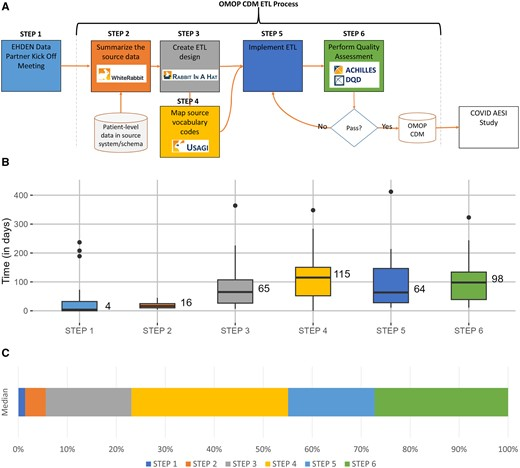 A
OMOP CDM ETL Process
STEP 1
STEP 2
STEP 3
STEP 5
STEP 6
EHDEN Data
Partner Kick Off
Meeting
Summarize the
source data
WHITERABBIT
Create ETL
design
RABBIT IN A HAT
Implement ETL
Perform Quality
Assessment
ACHILLES
DQD
STEP 4
Map source
vocabulary
codes
USAGI
Patient-level
data in source
system/schema
No
Pass?
Yes
OMOP
CDM
COVID AESI
Study
B
Time (in days)
400
300
200
100
0
4
16
65
115
64
98
STEP 1
STEP 2
STEP 3
STEP 4
STEP 5
STEP 6
C
Median
0%
10%
20%
30%
40%
50%
60%
70%
80%
90%
100%
STEP 1
STEP 2
STEP 3
STEP 4
STEP 5
STEP 6